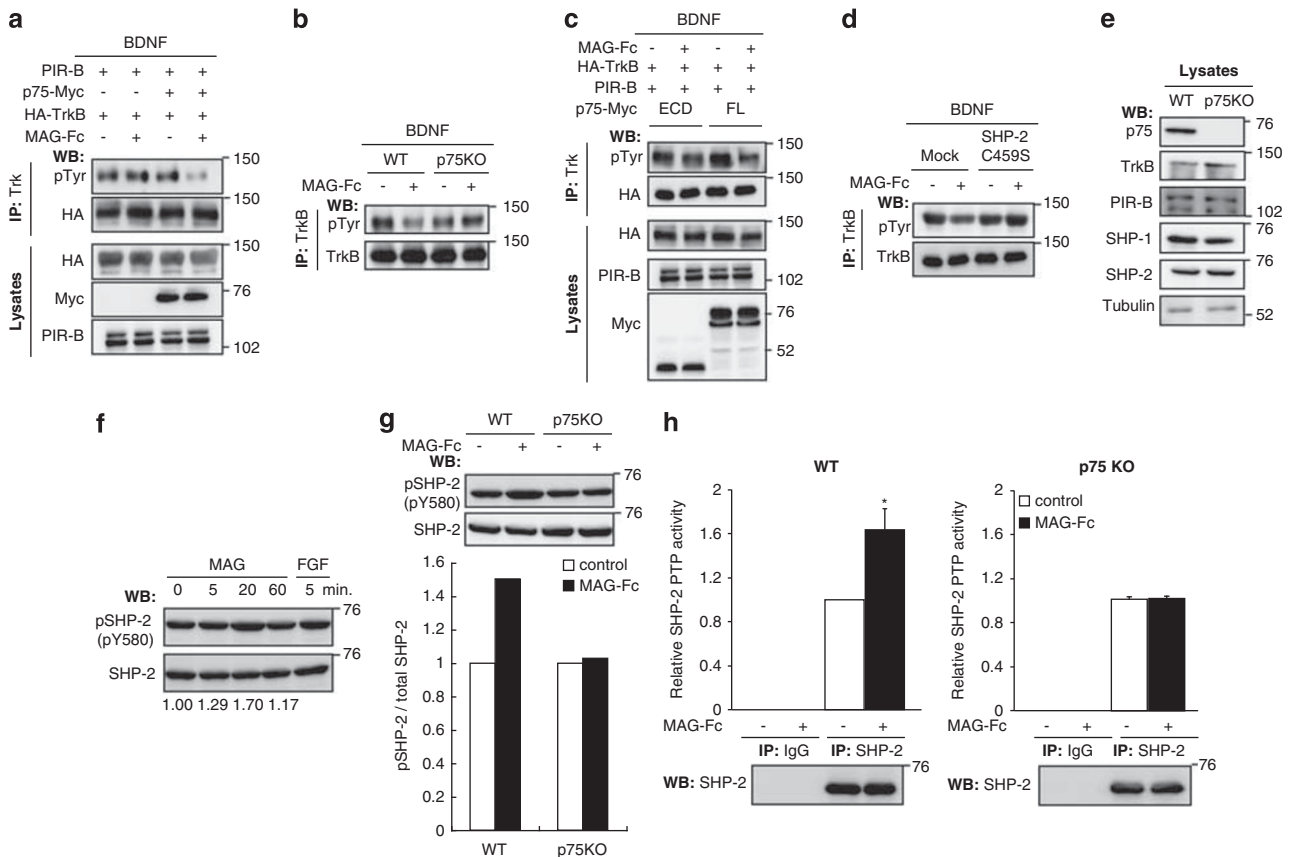 a
BDNF
PIR-B + + + +
p75-Myc - - + +
HA-TrkB + + + +
MAG-Fc - + - +
WB:
IP: Trk
pTyr
150
HA
Lysates
HA
150
Myc
76
PIR-B
102
b
BDNF
WT p75KO
MAG-Fc - + - +
WB:
IP: TrkB
pTyr
150
TrkB
150
c
BDNF
MAG-Fc - + - +
HA-TrkB + + + +
PIR-B + + + +
p75-Myc ECD FL
WB:
IP: Trk
pTyr
150
HA
Lysates
HA
150
PIR-B
102
Myc
76
52
d
BDNF
Mock SHP-2 C459S
MAG-Fc - + - +
WB:
IP: TrkB
pTyr
150
TrkB
150
e
Lysates
WB: WT p75KO
p75
76
TrkB
150
PIR-B
102
SHP-1
76
SHP-2
76
Tubulin
52
f
MAG FGF
0 5 20 60 5 min.
WB:
pSHP-2
(pY580)
76
SHP-2
76
1.00 1.29 1.70 1.17
g
WT p75KO
MAG-Fc - + - +
WB:
pSHP-2
(pY580)
76
SHP-2
76
control
MAG-Fc
pSHP-2 / total SHP-2
1.6
1.4
1.2
1
0.8
0.6
0.4
0.2
0
WT p75KO
h
WT
Relative SHP-2 PTP activity
2
1.6
1.2
0.8
0.4
0
*
MAG-Fc - + - +
IP: IgG IP: SHP-2
WB: SHP-2
76
p75 KO
control
MAG-Fc
Relative SHP-2 PTP activity
2
1.6
1.2
0.8
0.4
0
MAG-Fc - + - +
IP: IgG IP: SHP-2
WB: SHP-2
76